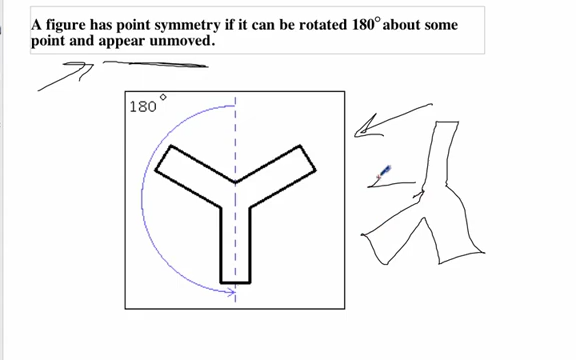 A figure has point symmetry if it can be rotated 180° about some
point and appear unmoved.
180°